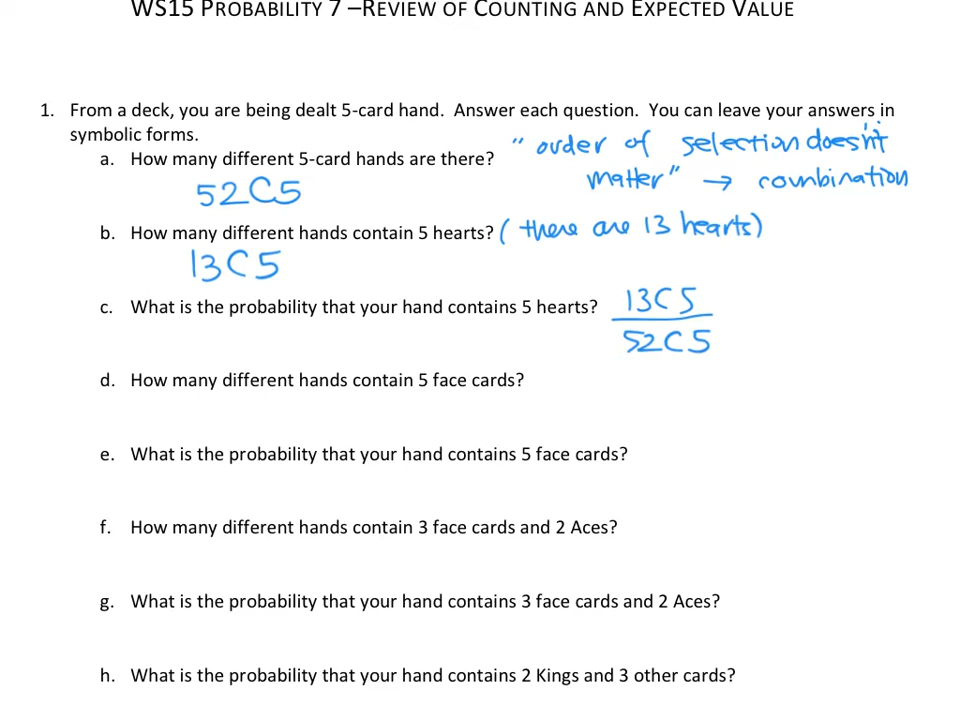 WS15 PROBABILITY 7 –REVIEW OF COUNTING AND EXPECTED VALUE
1. From a deck, you are being dealt 5-card hand. Answer each question. You can leave your answers in
symbolic forms.
"order of selection doesn't
a. How many different 5-card hands are there?
matter" → combination
52C5
b. How many different hands contain 5 hearts? (there are 13 hearts)
13C5
c. What is the probability that your hand contains 5 hearts? 13C5
52C5
d. How many different hands contain 5 face cards?
e. What is the probability that your hand contains 5 face cards?
f. How many different hands contain 3 face cards and 2 Aces?
g. What is the probability that your hand contains 3 face cards and 2 Aces?
h. What is the probability that your hand contains 2 Kings and 3 other cards?